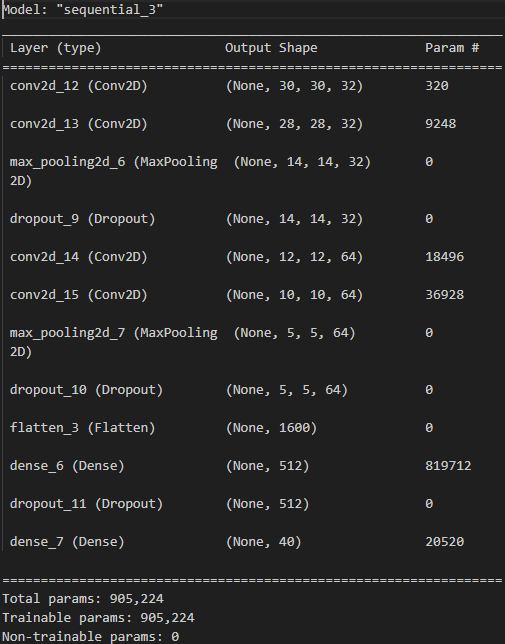 Model: "sequential_3"
_________________________________________________________________
Layer (type) Output Shape Param #
=================================================================
conv2d_12 (Conv2D) (None, 30, 30, 32) 320
conv2d_13 (Conv2D) (None, 28, 28, 32) 9248
max_pooling2d_6 (MaxPooling (None, 14, 14, 32) 0
2D)
dropout_9 (Dropout) (None, 14, 14, 32) 0
conv2d_14 (Conv2D) (None, 12, 12, 64) 18496
conv2d_15 (Conv2D) (None, 10, 10, 64) 36928
max_pooling2d_7 (MaxPooling (None, 5, 5, 64) 0
2D)
dropout_10 (Dropout) (None, 5, 5, 64) 0
flatten_3 (Flatten) (None, 1600) 0
dense_6 (Dense) (None, 512) 819712
dropout_11 (Dropout) (None, 512) 0
dense_7 (Dense) (None, 40) 20520
=================================================================
Total params: 905,224
Trainable params: 905,224
Non-trainable params: 0